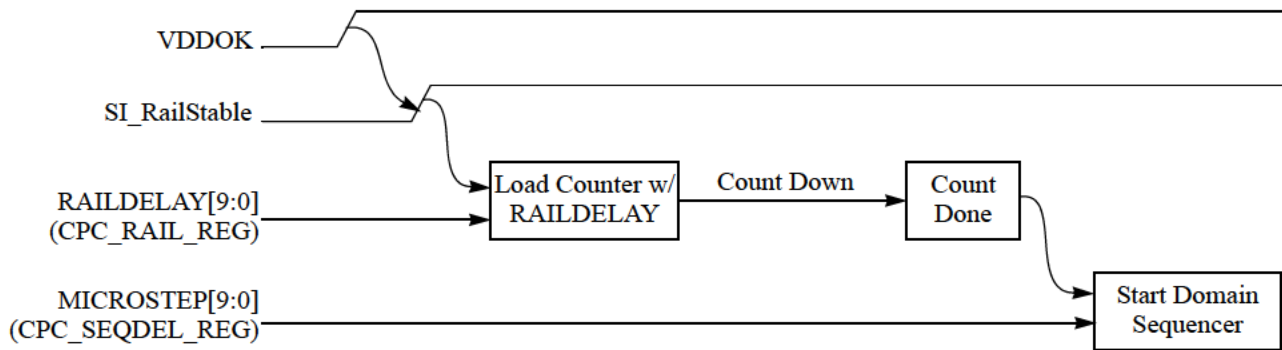 VDDOK
SI_RailStable
RAILDELAY[9:0]
(CPC_RAIL_REG)
Load Counter w/
RAILDELAY
Count Down
Count
Done
MICROSTEP[9:0]
(CPC_SEQDEL_REG)
Start Domain
Sequencer